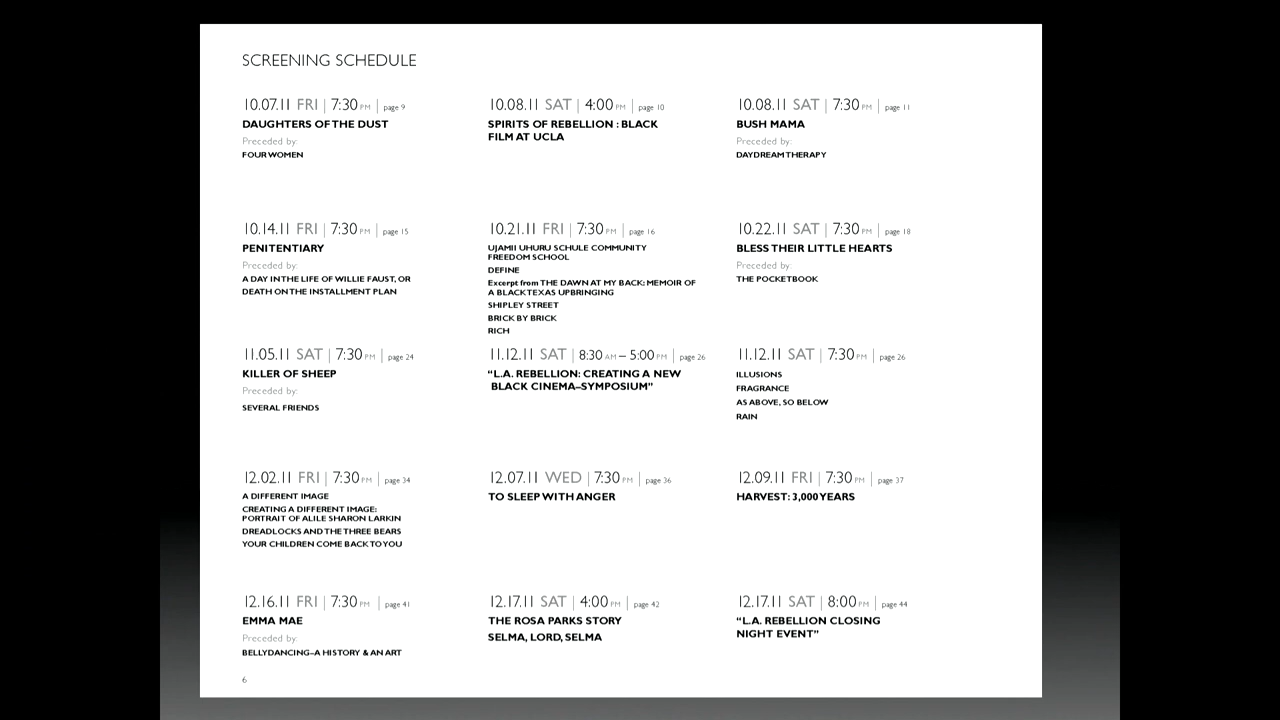 SCREENING SCHEDULE
10.07.11 FRI | 7:30 PM | page 9
DAUGHTERS OF THE DUST
Preceded by:
FOUR WOMEN
10.08.11 SAT | 4:00 PM | page 10
SPIRITS OF REBELLION : BLACK
FILM AT UCLA
10.08.11 SAT | 7:30 PM | page 11
BUSH MAMA
Preceded by:
DAYDREAM THERAPY
10.14.11 FRI | 7:30 PM | page 15
PENITENTIARY
Preceded by:
A DAY IN THE LIFE OF WILLIE FAUST, OR
DEATH ON THE INSTALLMENT PLAN
10.21.11 FRI | 7:30 PM | page 16
UJAMII UHURU SCHULE COMMUNITY
FREEDOM SCHOOL
DEFINE
Excerpt from THE DAWN AT MY BACK: MEMOIR OF
A BLACK TEXAS UPBRINGING
SHIPLEY STREET
BRICK BY BRICK
RICH
10.22.11 SAT | 7:30 PM | page 18
BLESS THEIR LITTLE HEARTS
Preceded by:
THE POCKETBOOK
11.05.11 SAT | 7:30 PM | page 24
KILLER OF SHEEP
Preceded by:
SEVERAL FRIENDS
11.12.11 SAT | 8:30 AM – 5:00 PM | page 26
“L.A. REBELLION: CREATING A NEW
BLACK CINEMA–SYMPOSIUM”
11.12.11 SAT | 7:30 PM | page 26
ILLUSIONS
FRAGRANCE
AS ABOVE, SO BELOW
RAIN
12.02.11 FRI | 7:30 PM | page 34
A DIFFERENT IMAGE
CREATING A DIFFERENT IMAGE:
PORTRAIT OF ALILE SHARON LARKIN
DREADLOCKS AND THE THREE BEARS
YOUR CHILDREN COME BACK TO YOU
12.07.11 WED | 7:30 PM | page 36
TO SLEEP WITH ANGER
12.09.11 FRI | 7:30 PM | page 37
HARVEST: 3,000 YEARS
12.16.11 FRI | 7:30 PM | page 41
EMMA MAE
Preceded by:
BELLYDANCING–A HISTORY & AN ART
12.17.11 SAT | 4:00 PM | page 42
THE ROSA PARKS STORY
SELMA, LORD, SELMA
12.17.11 SAT | 8:00 PM | page 44
“L.A. REBELLION CLOSING
NIGHT EVENT”
6